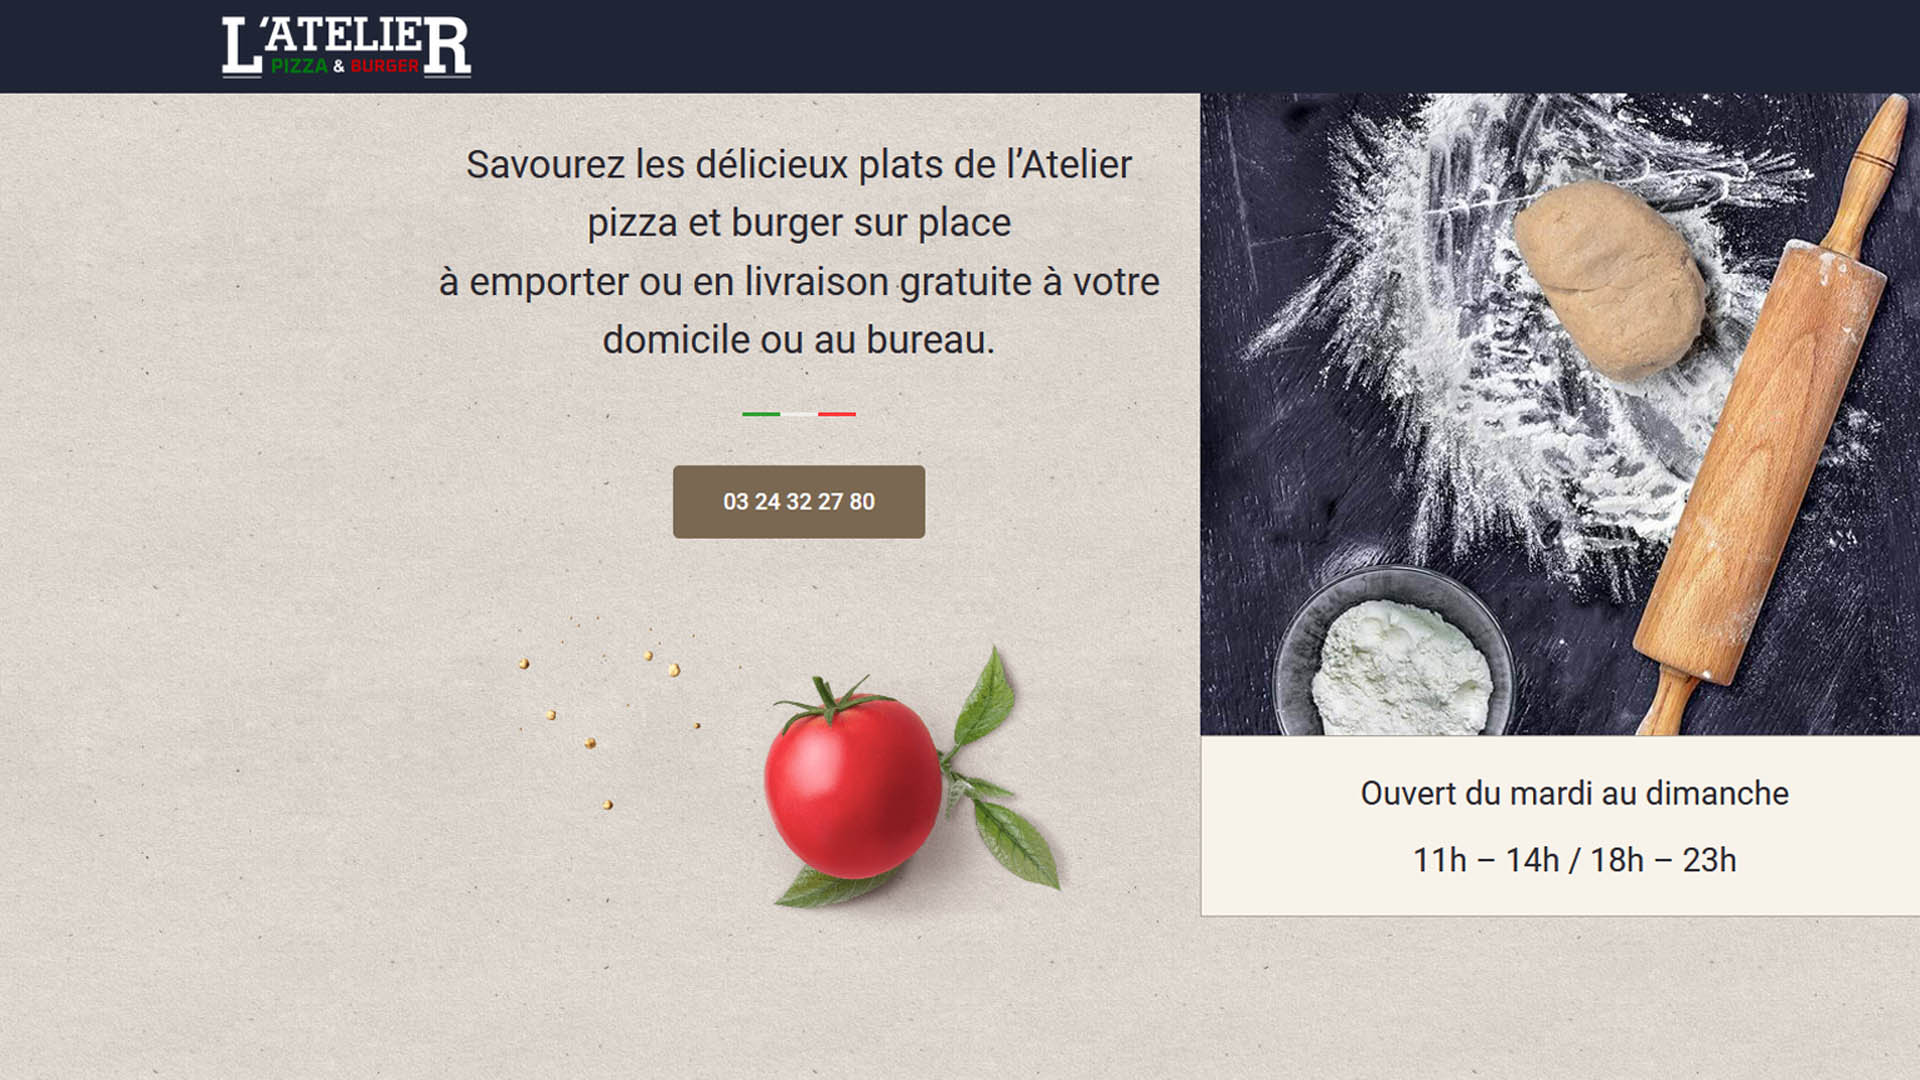 L'ATELIER
PIZZA & BURGER
Savourez les délicieux plats de l’Atelier
pizza et burger sur place
à emporter ou en livraison gratuite à votre
domicile ou au bureau.
03 24 32 27 80
Ouvert du mardi au dimanche
11h – 14h / 18h – 23h